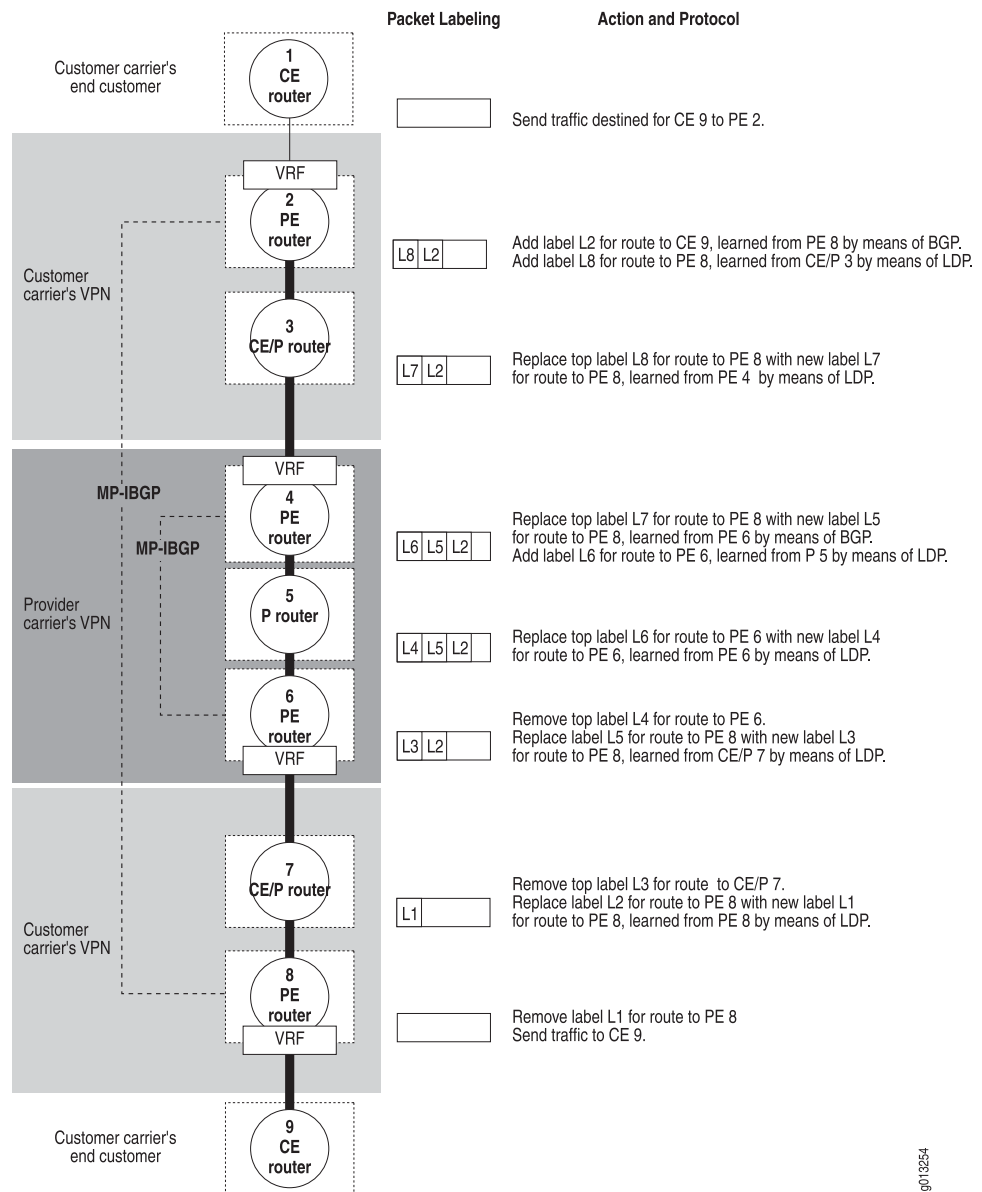 Packet Labeling
Action and Protocol
Customer carrier's
end customer
1
CE
router
Send traffic destined for CE 9 to PE 2.
VRF
2
PE
router
L8 L2
Add label L2 for route to CE 9, learned from PE 8 by means of BGP.
Add label L8 for route to PE 8, learned from CE/P 3 by means of LDP.
Customer
carrier's VPN
3
CE/P router
L7 L2
Replace top label L8 for route to PE 8 with new label L7
for route to PE 8, learned from PE 4 by means of LDP.
VRF
MP-IBGP
4
PE
router
MP-IBGP
L6 L5 L2
Replace top label L7 for route to PE 8 with new label L5
for route to PE 8, learned from PE 6 by means of BGP.
Add label L6 for route to PE 6, learned from P 5 by means of LDP.
Provider
carrier's VPN
5
P router
L4 L5 L2
Replace top label L6 for route to PE 6 with new label L4
for route to PE 6, learned from PE 6 by means of LDP.
6
PE
router
VRF
L3 L2
Remove top label L4 for route to PE 6.
Replace label L5 for route to PE 8 with new label L3
for route to PE 8, learned from CE/P 7 by means of LDP.
7
CE/P router
L1
Remove top label L3 for route to CE/P 7.
Replace label L2 for route to PE 8 with new label L1
for route to PE 8, learned from PE 8 by means of LDP.
Customer
carrier's VPN
8
PE
router
VRF
Remove label L1 for route to PE 8
Send traffic to CE 9.
Customer carrier's
end customer
9
CE
router
g013254